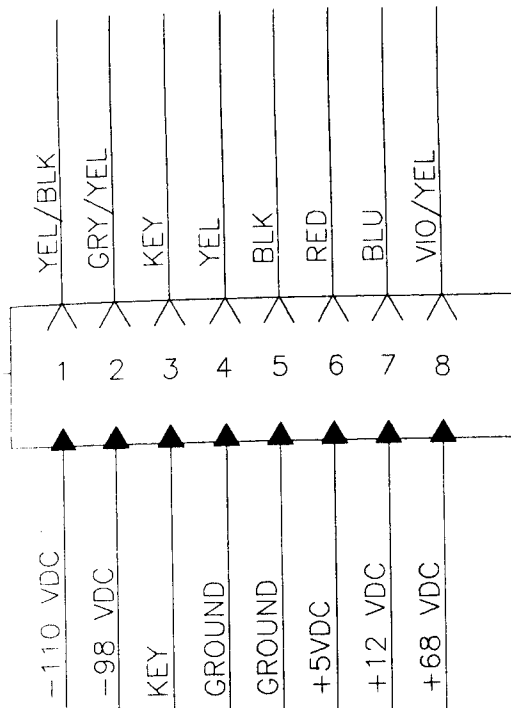 YEL/BLK
GRY/YEL
KEY
YEL
BLK
RED
BLU
VIO/YEL
1 2 3 4 5 6 7 8
-110 VDC
-98 VDC
KEY
GROUND
GROUND
+5VDC
+12 VDC
+68 VDC